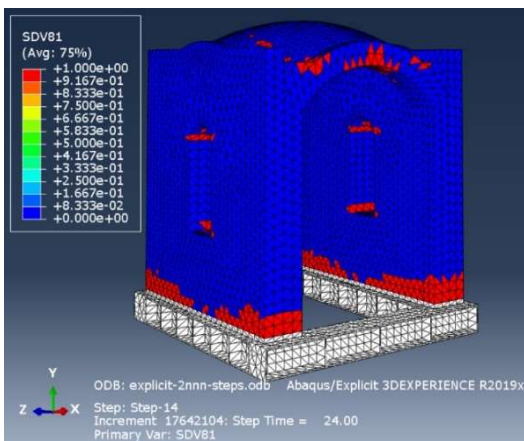 SDV81
(Avg: 75%)
+1.000e+00
+9.167e-01
+8.333e-01
+7.500e-01
+6.667e-01
+5.833e-01
+5.000e-01
+4.167e-01
+3.333e-01
+2.500e-01
+1.667e-01
+8.333e-02
+0.000e+00
Y
Z
X
ODB: explicit-2nnn-steps.odb Abaqus/Explicit 3DEXPERIENCE R2019x
Step: Step-14
Increment 17642104: Step Time = 24.00
Primary Var: SDV81